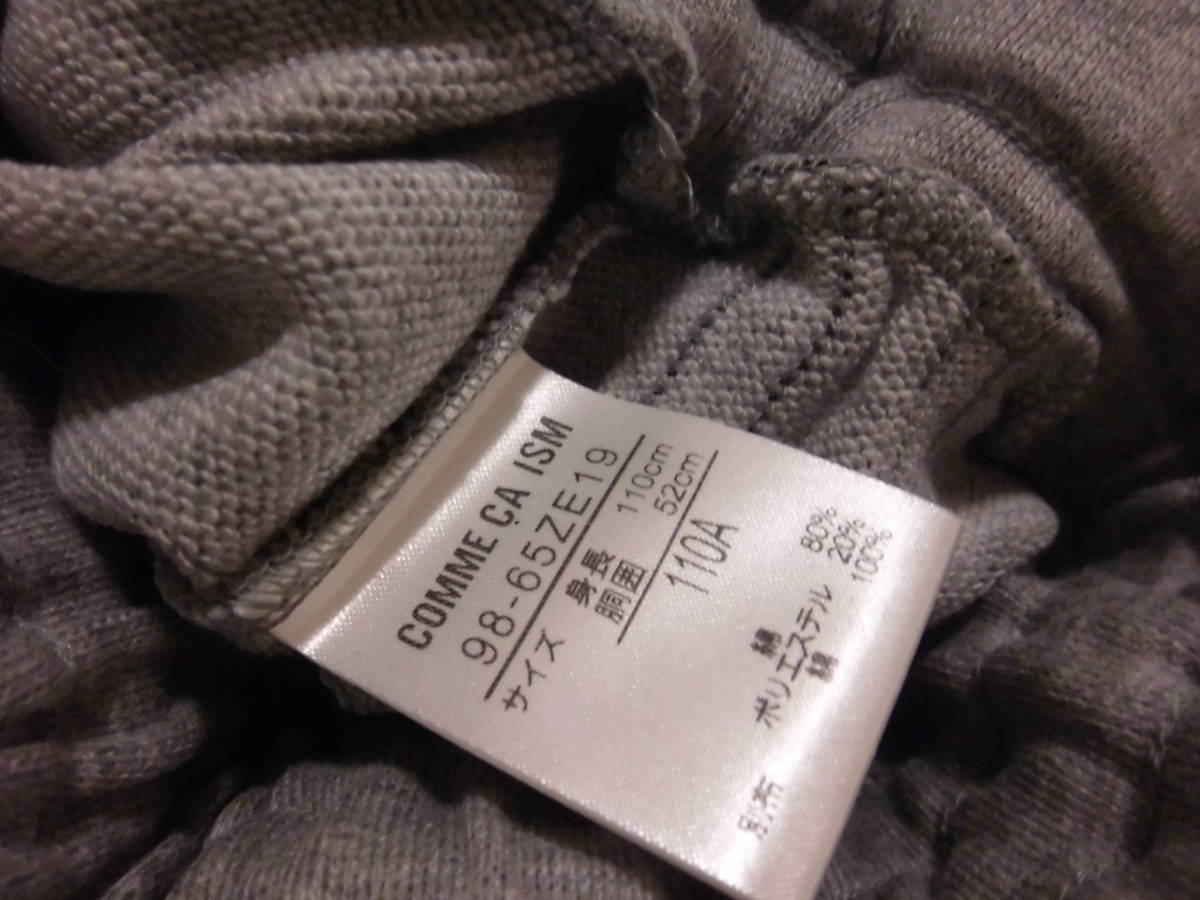 COMME ÇA ISM
98-65ZE19
サイズ
身長 110cm
胴囲 52cm
110A
綿 80%
ポリエステル 20%
別布 綿 100%